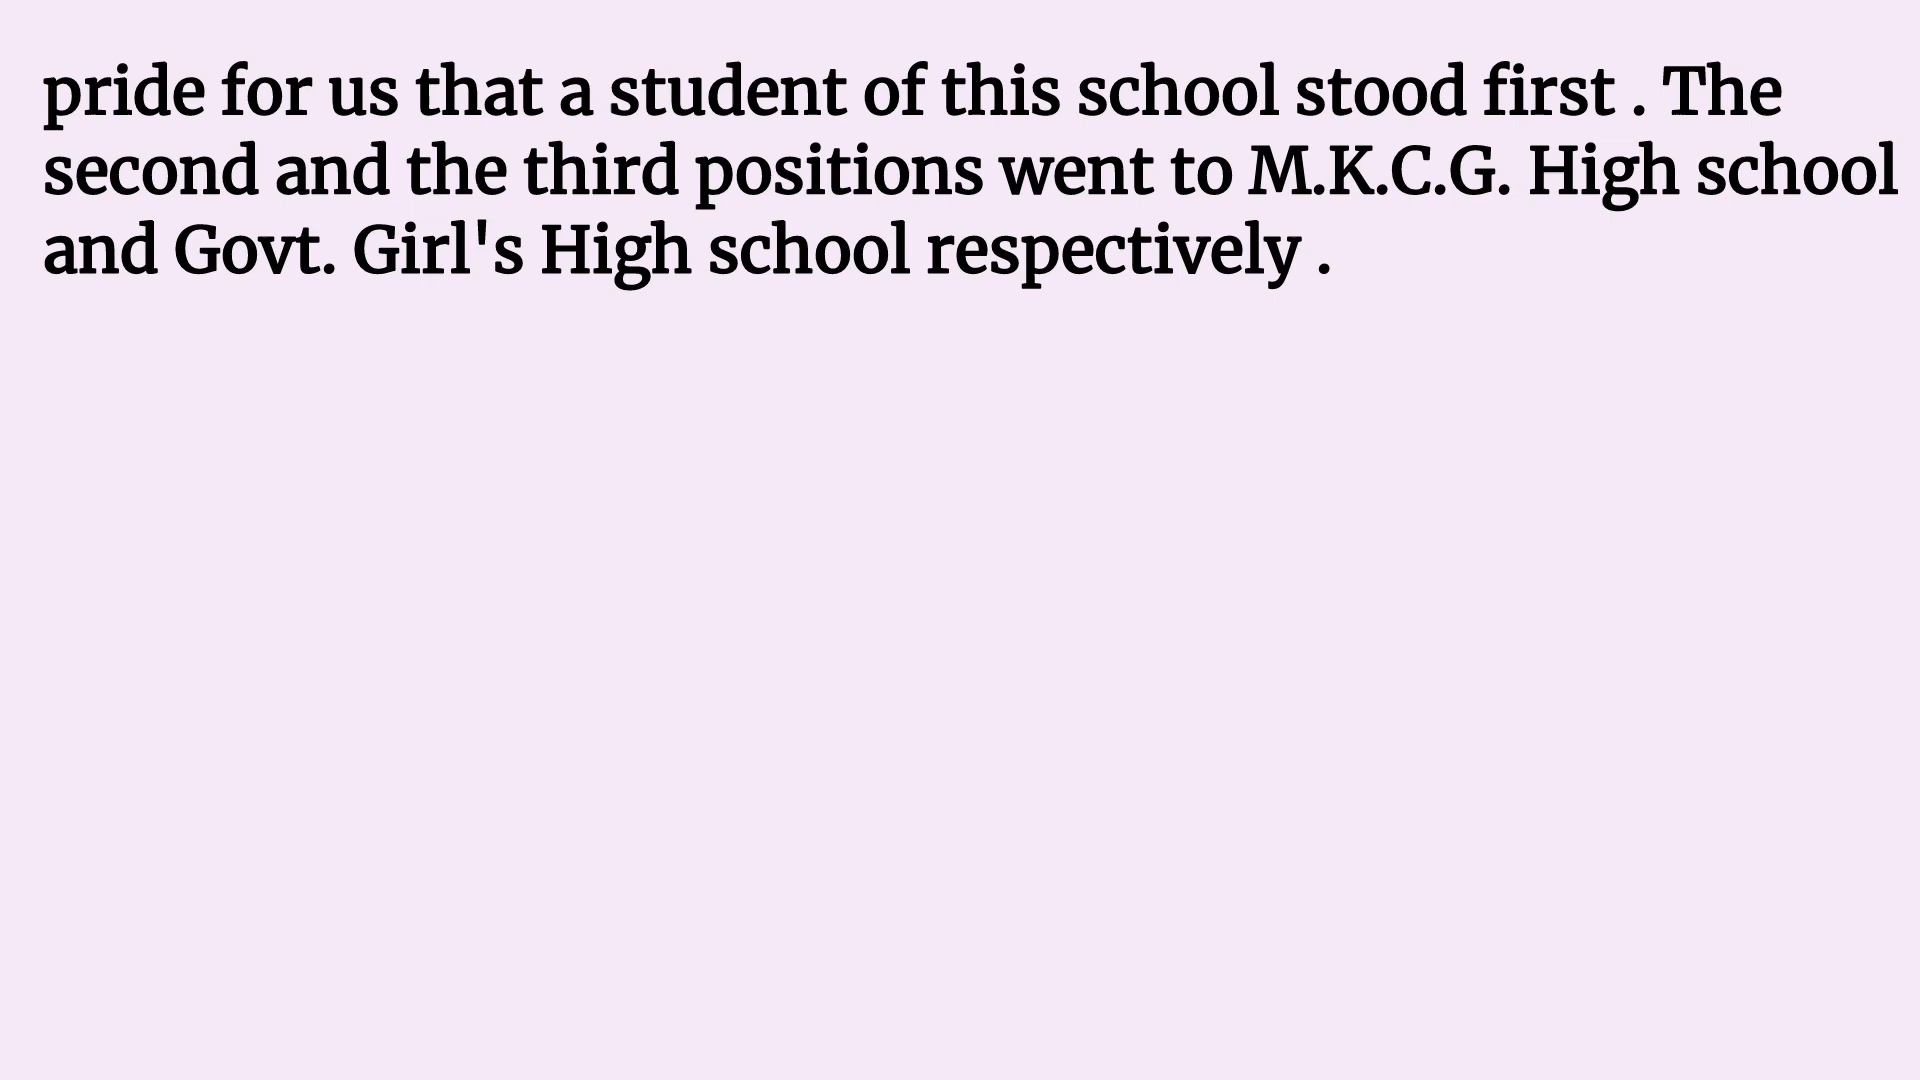 pride for us that a student of this school stood first . The
second and the third positions went to M.K.C.G. High school
and Govt. Girl's High school respectively .